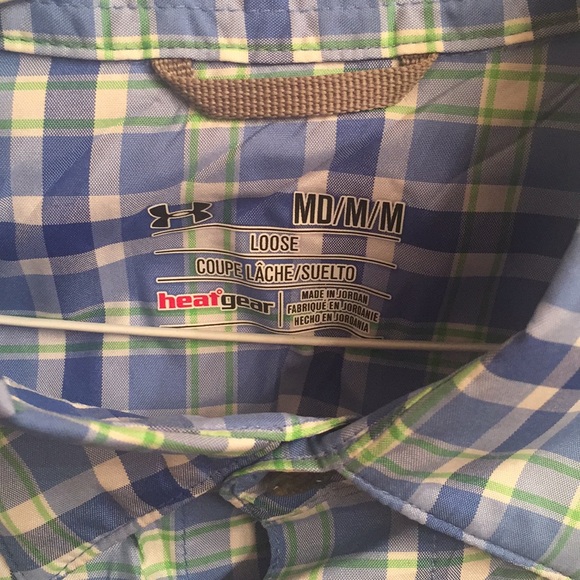 MD/M/M
LOOSE
COUPE LÂCHE/SUELTO
heatgear
MADE IN JORDAN
FABRIQUÉ EN JORDANIE
HECHO EN JORDANIA